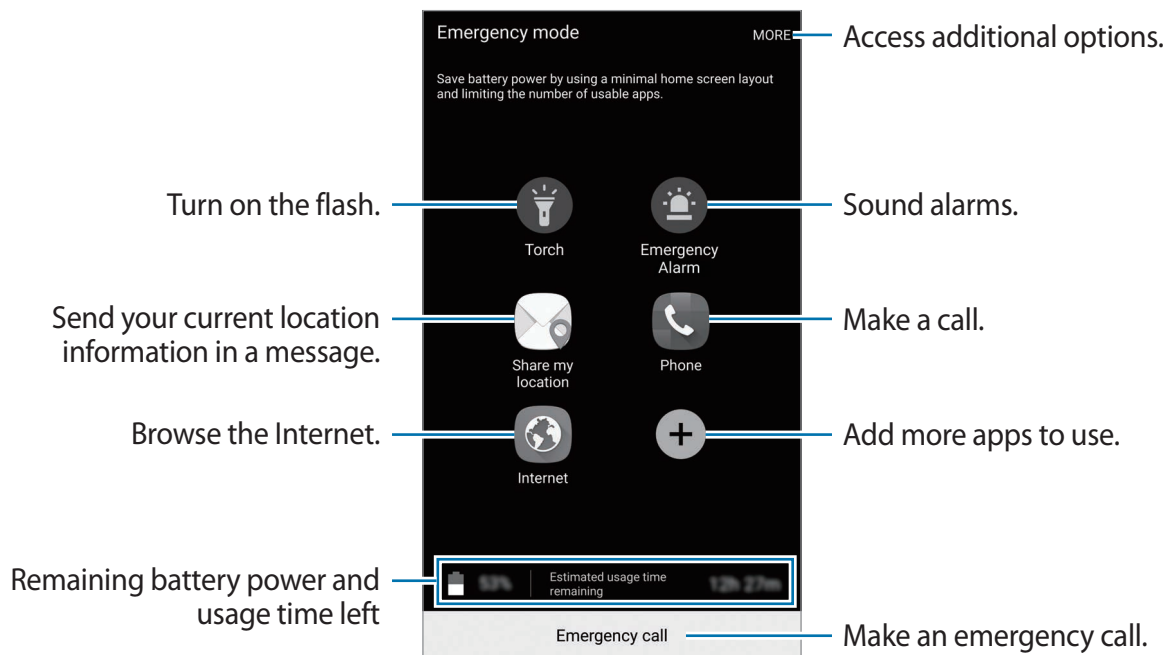 Emergency mode
MORE
Access additional options.
Save battery power by using a minimal home screen layout
and limiting the number of usable apps.
Turn on the flash.
Torch
Emergency
Alarm
Sound alarms.
Send your current location
information in a message.
Share my
location
Phone
Make a call.
Browse the Internet.
Internet
Add more apps to use.
Remaining battery power and
usage time left
53%
Estimated usage time
remaining
12h 27m
Emergency call
Make an emergency call.